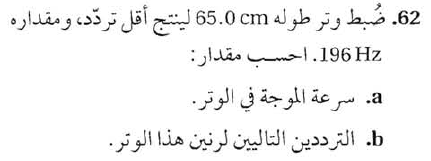 62. ضُبط وتر طوله 65.0 cm لينتج أقل تردّد، ومقداره
196 Hz. احسب مقدار:
a. سرعة الموجة في الوتر.
b. الترددين التاليين لرنين هذا الوتر.